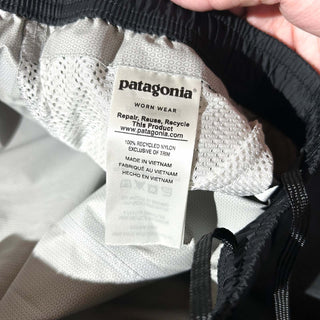 patagonia
WORN WEAR
Repair, Reuse, Recycle
This Product
www.patagonia.com
100% RECYCLED NYLON
EXCLUSIVE OF TRIM
MADE IN VIETNAM
FABRIQUÉ AU VIETNAM
HECHO EN VIETNAM